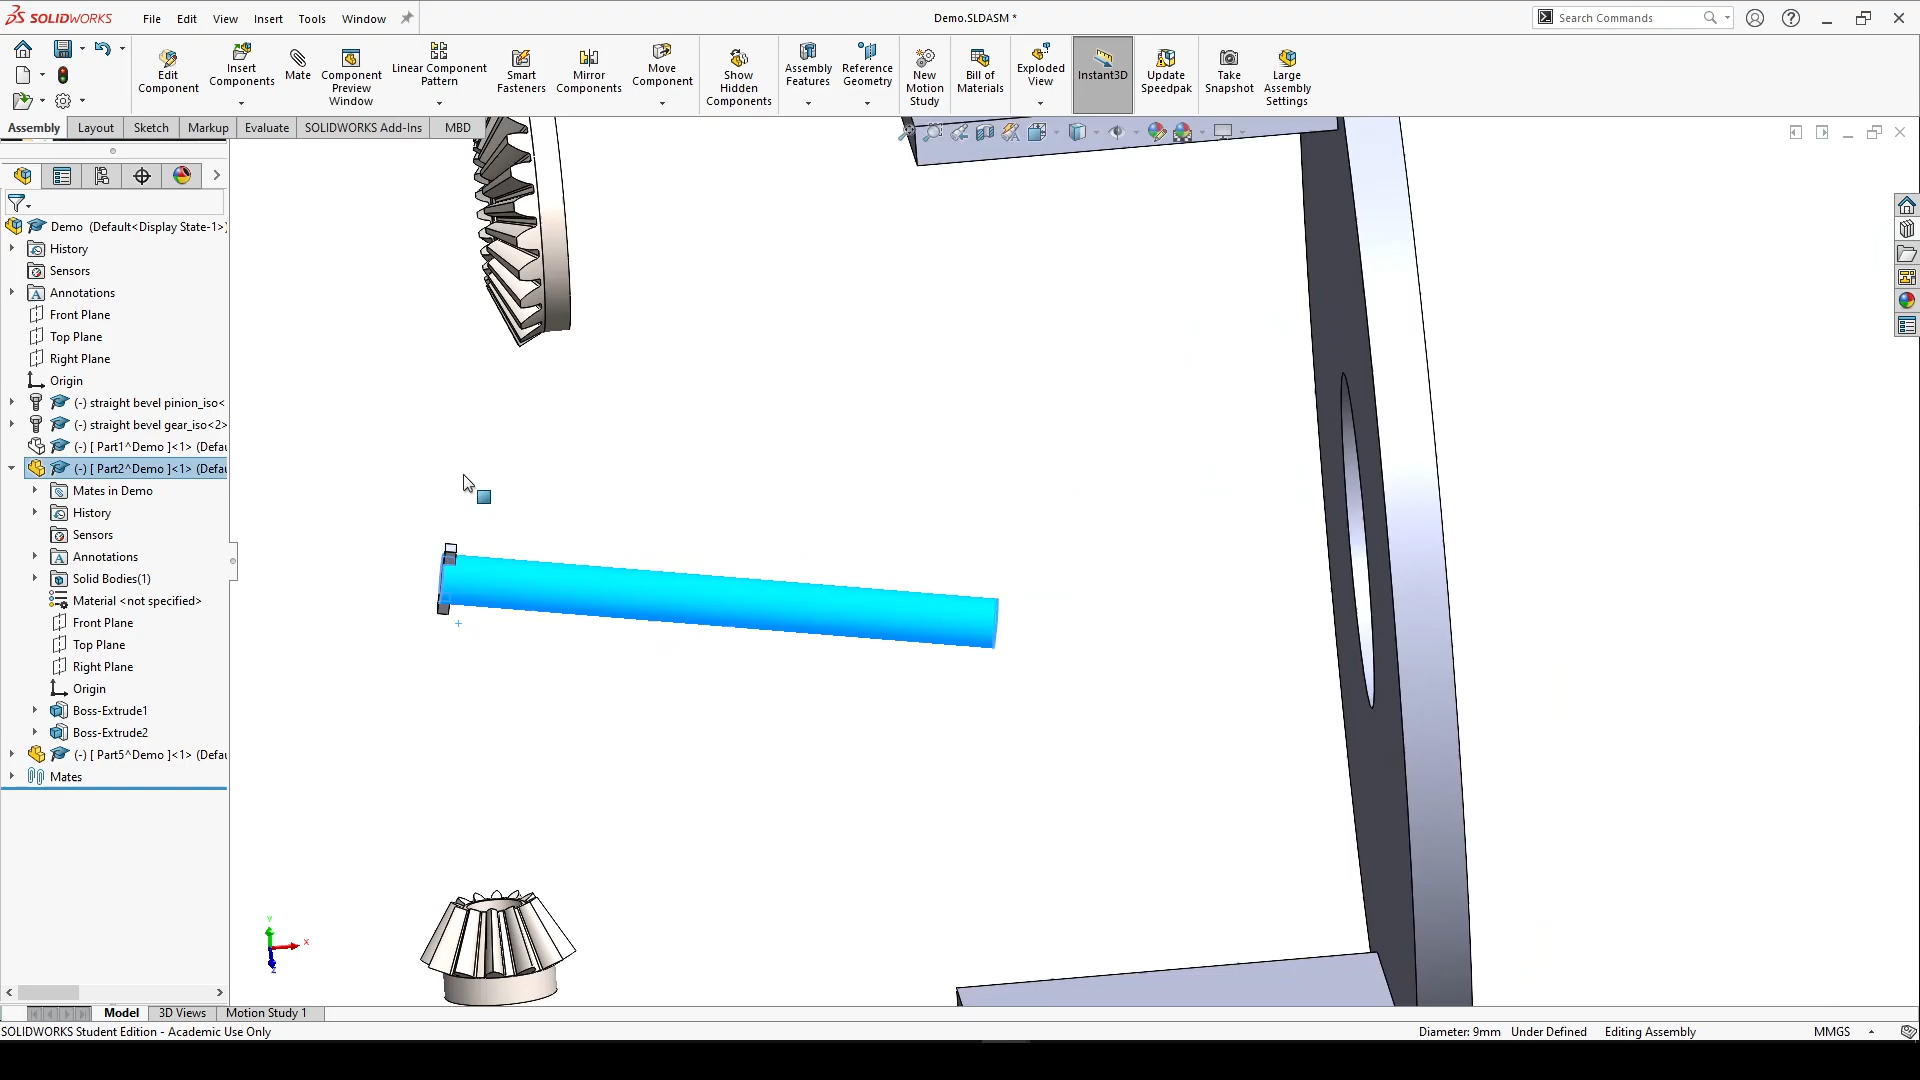 SOLIDWORKS
File Edit View Insert Tools Window
Demo.SLDASM *
Search Commands
Edit Component
Insert Components
Mate
Component Preview Window
Linear Component Pattern
Smart Fasteners
Mirror Components
Move Component
Show Hidden Components
Assembly Features
Reference Geometry
New Motion Study
Bill of Materials
Exploded View
Instant3D
Update Speedpak
Take Snapshot
Large Assembly Settings
Assembly Layout Sketch Markup Evaluate SOLIDWORKS Add-Ins MBD
Demo (Default<Display State-1>)
History
Sensors
Annotations
Front Plane
Top Plane
Right Plane
Origin
(-) straight bevel pinion_iso<
(-) straight bevel gear_iso<2>
(-) [ Part1^Demo ]<1> (Defau
(-) [ Part2^Demo ]<1> (Defau
Mates in Demo
History
Sensors
Annotations
Solid Bodies(1)
Material <not specified>
Front Plane
Top Plane
Right Plane
Origin
Boss-Extrude1
Boss-Extrude2
(-) [ Part5^Demo ]<1> (Defau
Mates
Y
X
Z
Model 3D Views Motion Study 1
SOLIDWORKS Student Edition - Academic Use Only
Diameter: 9mm Under Defined Editing Assembly MMGS